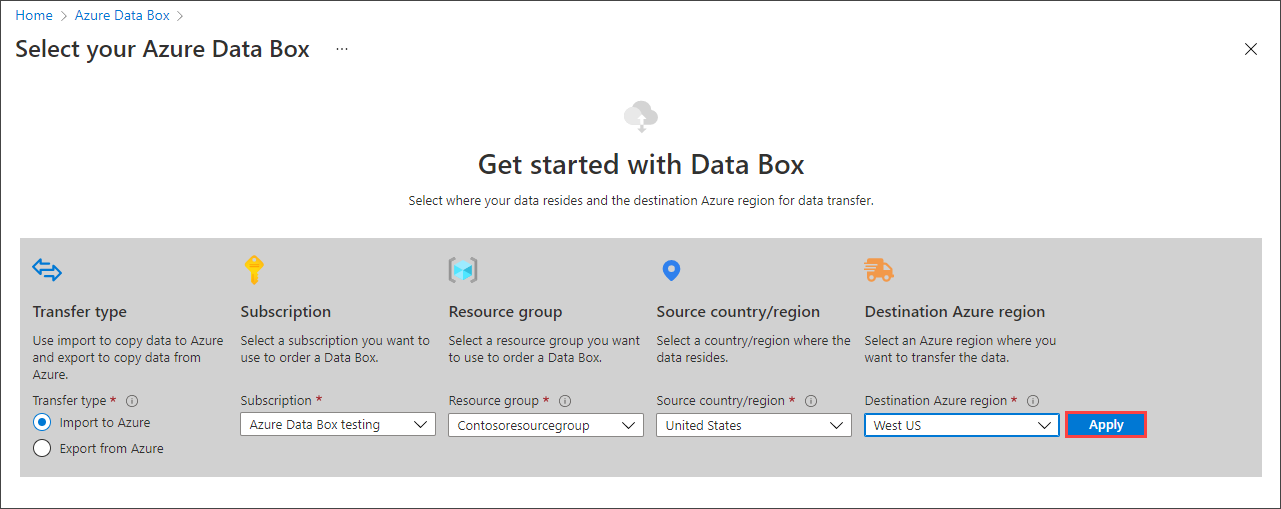 Home > Azure Data Box >
Select your Azure Data Box ...
Get started with Data Box
Select where your data resides and the destination Azure region for data transfer.
Transfer type
Use import to copy data to Azure
and export to copy data from
Azure.
Transfer type *
Import to Azure
Export from Azure
Subscription
Select a subscription you want to
use to order a Data Box.
Subscription *
Azure Data Box testing
Resource group
Select a resource group you want
to use to order a Data Box.
Resource group *
Contosoresourcegroup
Source country/region
Select a country/region where the
data resides.
Source country/region *
United States
Destination Azure region
Select an Azure region where you
want to transfer the data.
Destination Azure region *
West US
Apply